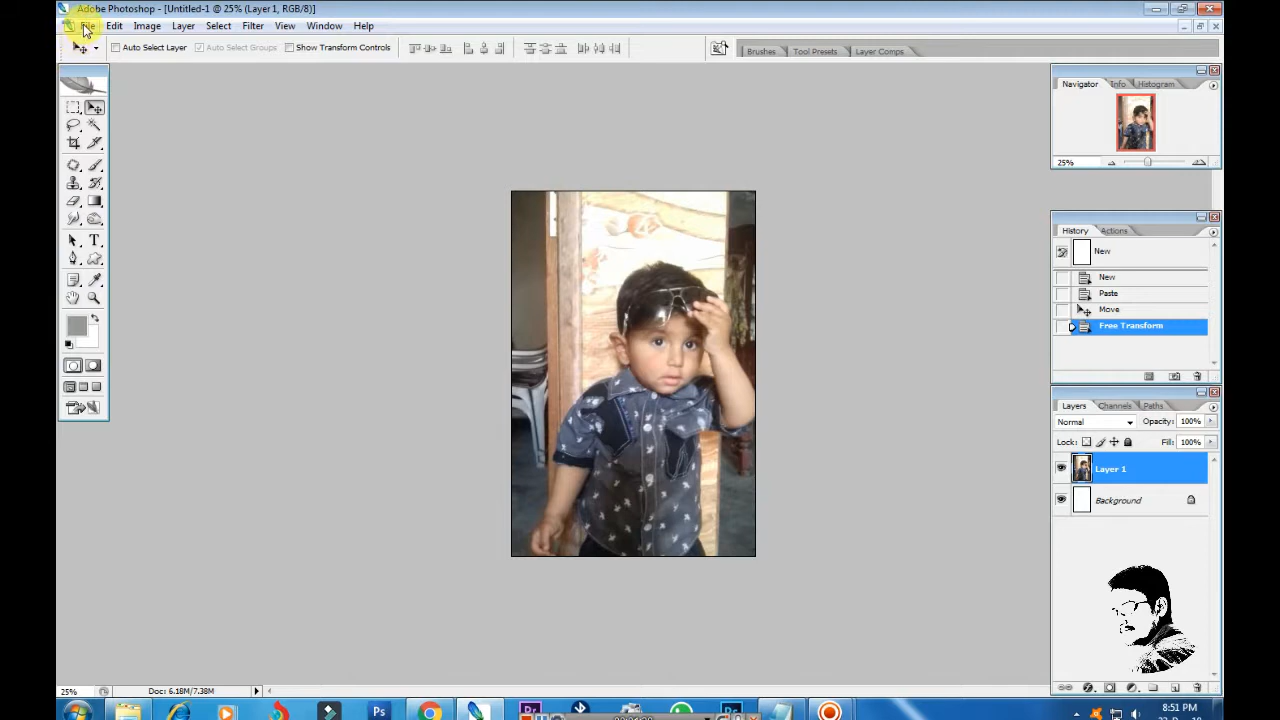 Adobe Photoshop - [Untitled-1 @ 25% (Layer 1, RGB/8)]
File Edit Image Layer Select Filter View Window Help
Auto Select Layer Auto Select Groups Show Transform Controls
Brushes Tool Presets Layer Comps
Navigator Info Histogram
25%
History Actions
New
New
Paste
Move
Free Transform
Layers Channels Paths
Normal Opacity: 100%
Lock: Fill: 100%
Layer 1
Background
25% Doc: 6.18M/7.38M
Pr Ps
8:51 PM